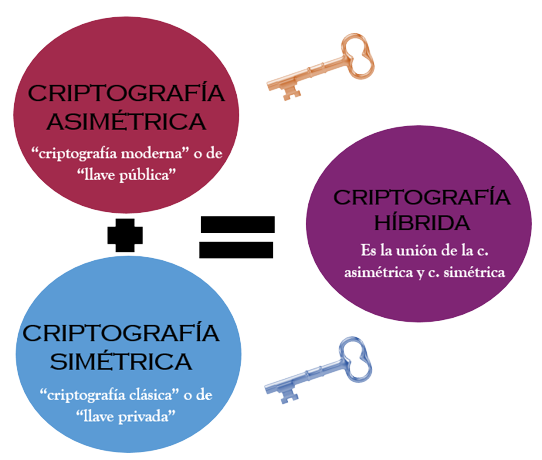 CRIPTOGRAFÍA
ASIMÉTRICA
“criptografía moderna” o de
“llave pública”
CRIPTOGRAFÍA
HÍBRIDA
Es la unión de la c.
asimétrica y c. simétrica
CRIPTOGRAFÍA
SIMÉTRICA
“criptografía clásica” o de
“llave privada”